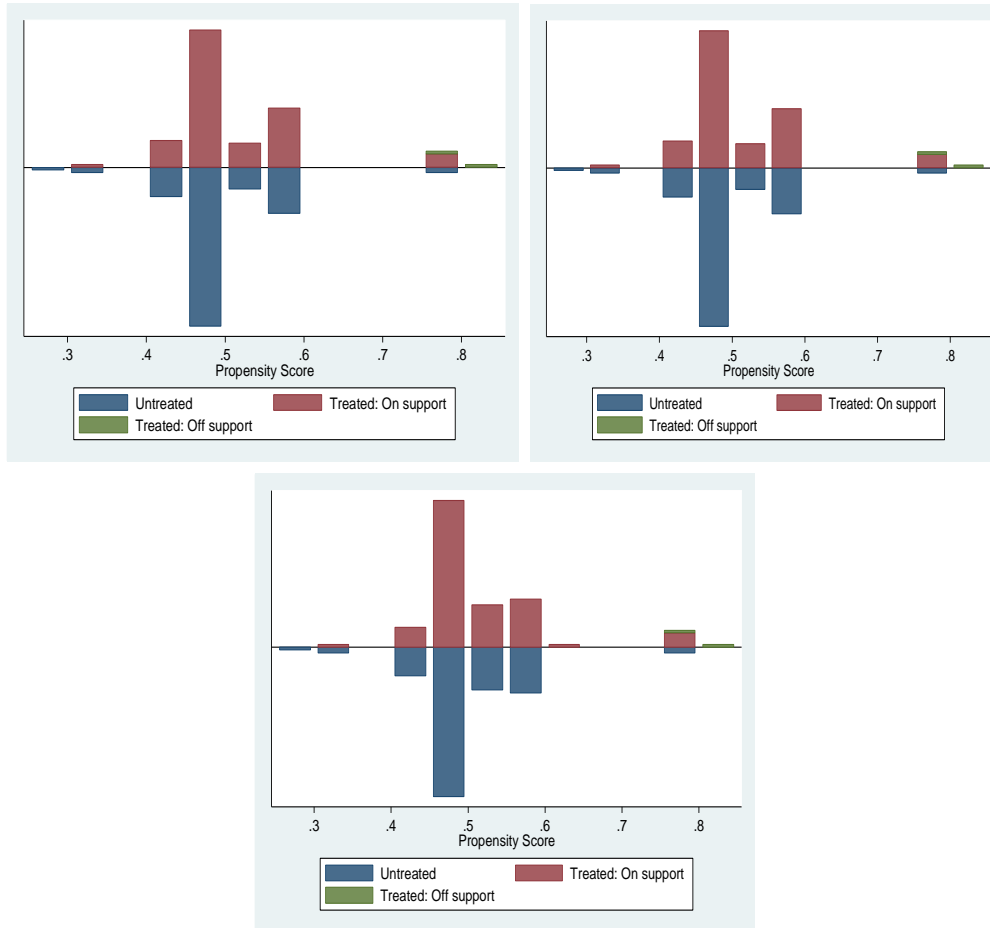 .3 .4 .5 .6 .7 .8
Propensity Score
Untreated Treated: On support
Treated: Off support
.3 .4 .5 .6 .7 .8
Propensity Score
Untreated Treated: On support
Treated: Off support
.3 .4 .5 .6 .7 .8
Propensity Score
Untreated Treated: On support
Treated: Off support